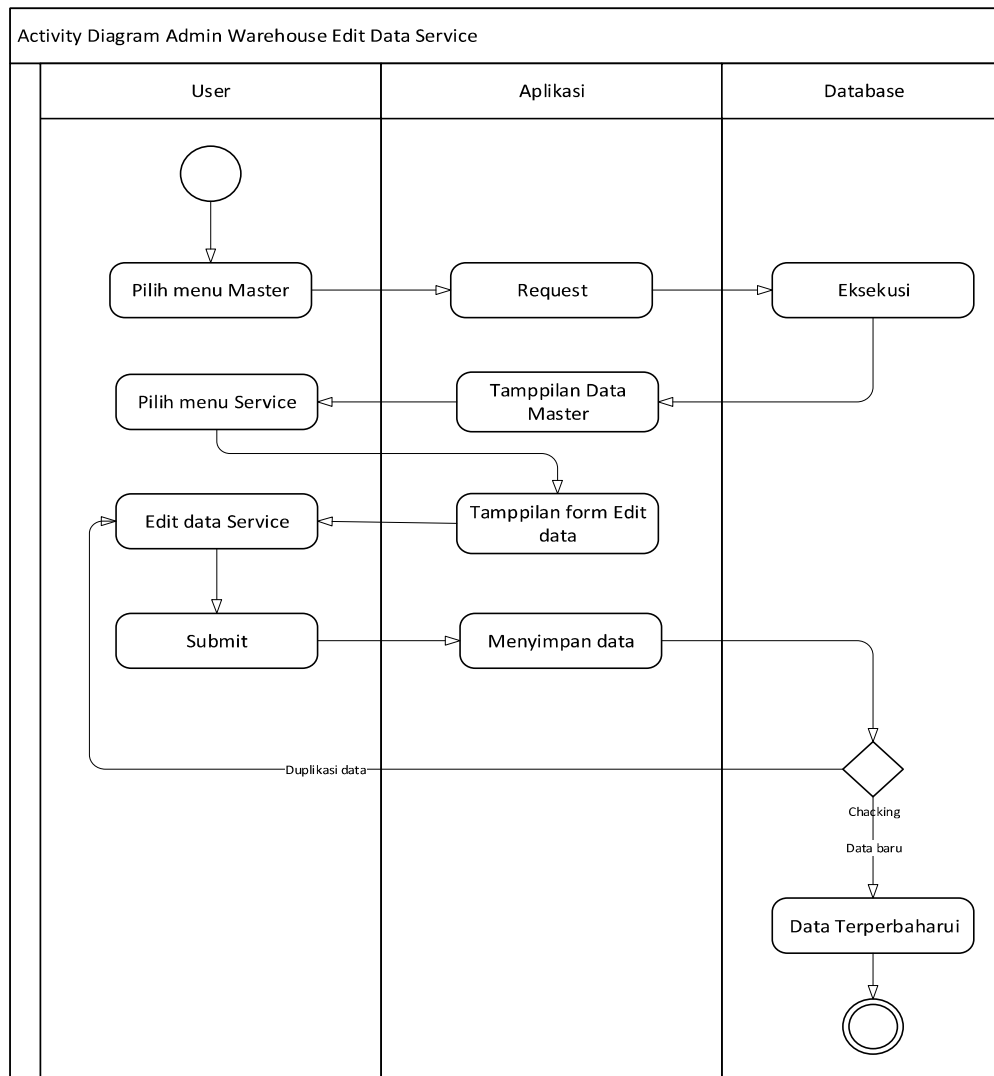 Activity Diagram Admin Warehouse Edit Data Service
User
Aplikasi
Database
Pilih menu Master
Request
Eksekusi
Pilih menu Service
Tamppilan Data
Master
Edit data Service
Tamppilan form Edit
data
Submit
Menyimpan data
Duplikasi data
Chacking
Data baru
Data Terperbaharui